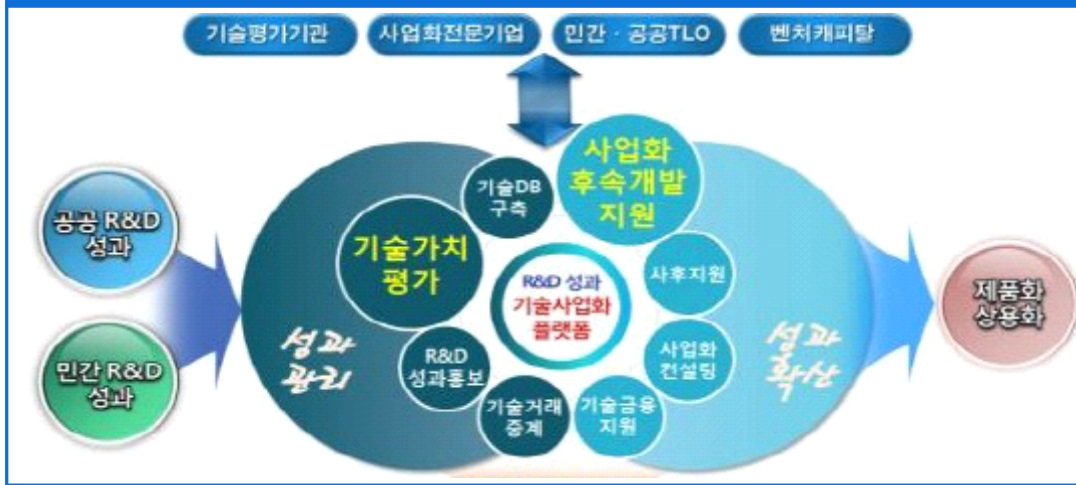 기술평가기관
사업화전문기업
민간 · 공공TLO
벤처캐피탈
사업화
후속개발
지원
기술DB
구축
공공 R&D
성과
기술가치
평가
사후지원
R&D 성과
기술사업화
플랫폼
제품화
상용화
성과
관리
성과
확산
민간 R&D
성과
R&D
성과홍보
사업화
컨설팅
기술거래
중계
기술금융
지원